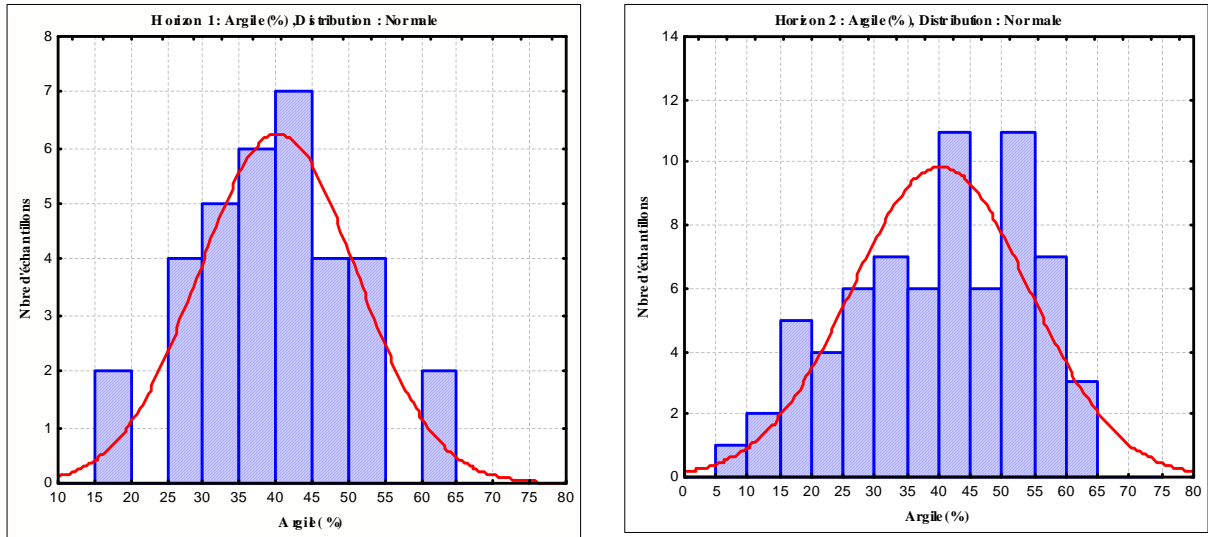 Horizon 1 : Argile (%) ,Distribution : Normale
8
7
6
5
4
3
2
1
0
10 15 20 25 30 35 40 45 50 55 60 65 70 75 80
Nbre d'échantillons
Argile (%)
Horizon 2 : Argile (%), Distribution : Normale
14
12
10
8
6
4
2
0
0 5 10 15 20 25 30 35 40 45 50 55 60 65 70 75 80
Nbre d'échantillons
Argile (%)